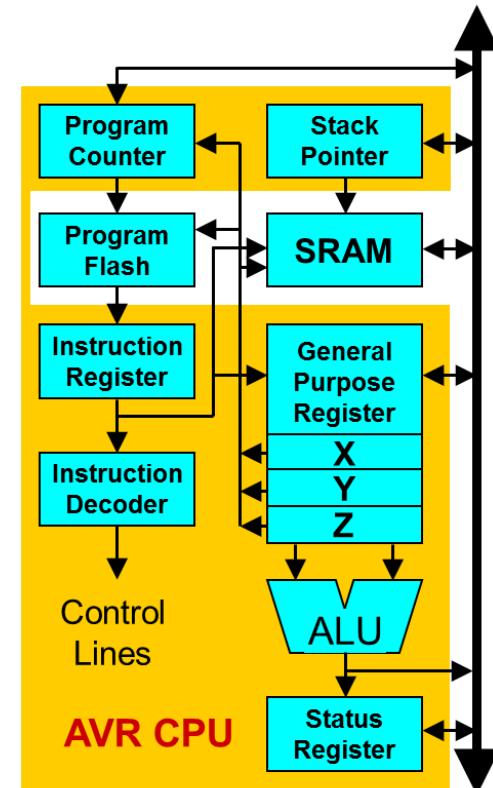 Program
Counter
Stack
Pointer
Program
Flash
SRAM
Instruction
Register
General
Purpose
Register
X
Y
Z
Instruction
Decoder
Control
Lines
ALU
AVR CPU
Status
Register